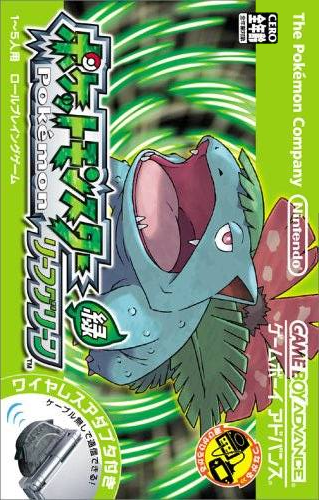 The Pokémon Company
Nintendo
GAME BOY ADVANCE
ゲームボーイ アドバンス
CERO
全年齢
ポケットモンスター
Pokémon
リーフグリーン
緑
TM
1～5人用 ロールプレイングゲーム
ワイヤレスアダプタ付き
ケーブル無しで通信できる!